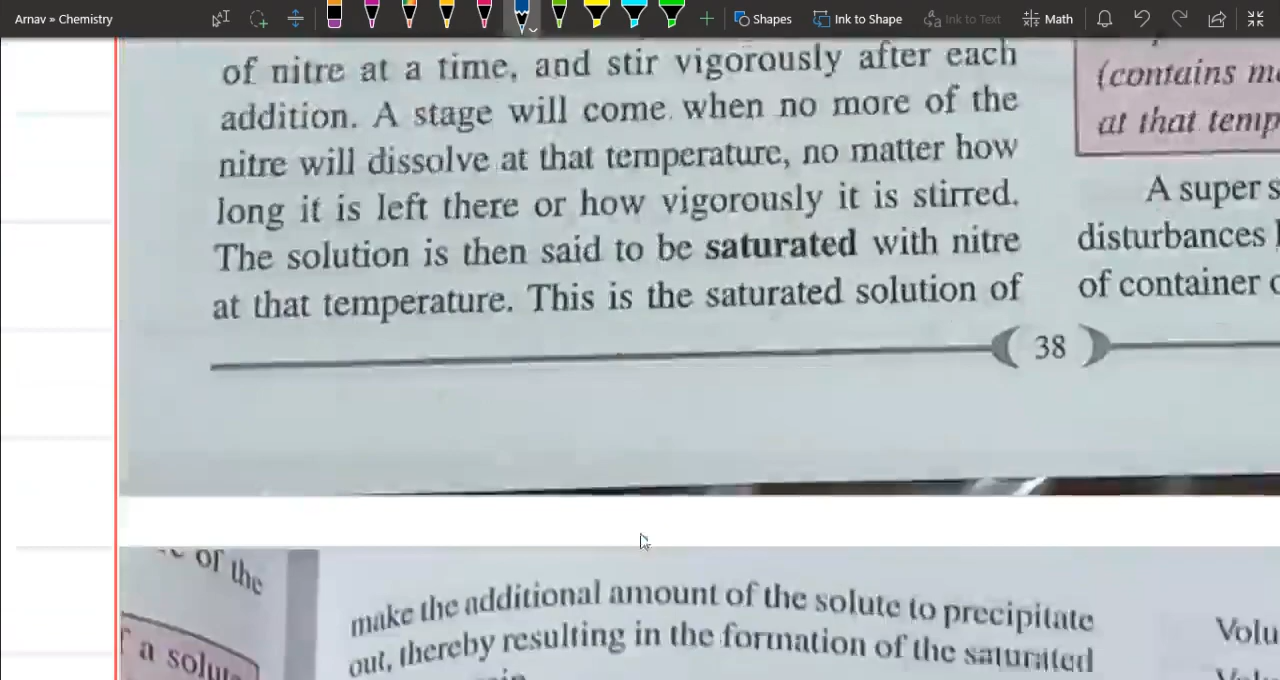 Arnav » Chemistry
Shapes
Ink to Shape
Ink to Text
Math
of nitre at a time, and stir vigorously after each
addition. A stage will come when no more of the
nitre will dissolve at that temperature, no matter how
long it is left there or how vigorously it is stirred.
The solution is then said to be saturated with nitre
at that temperature. This is the saturated solution of
(contains
at that temp
A super s
disturbances
of container
38
of the
a solut
make the additional amount of the solute to precipitate
out, thereby resulting in the formation of the saturated
Volu